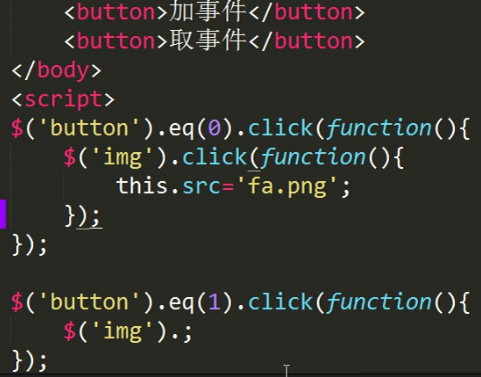 <button>加事件</button>
<button>取事件</button>
</body>
<script>
$('button').eq(0).click(function(){
$('img').click(function(){
this.src='fa.png';
});
});
$('button').eq(1).click(function(){
$('img').;
});